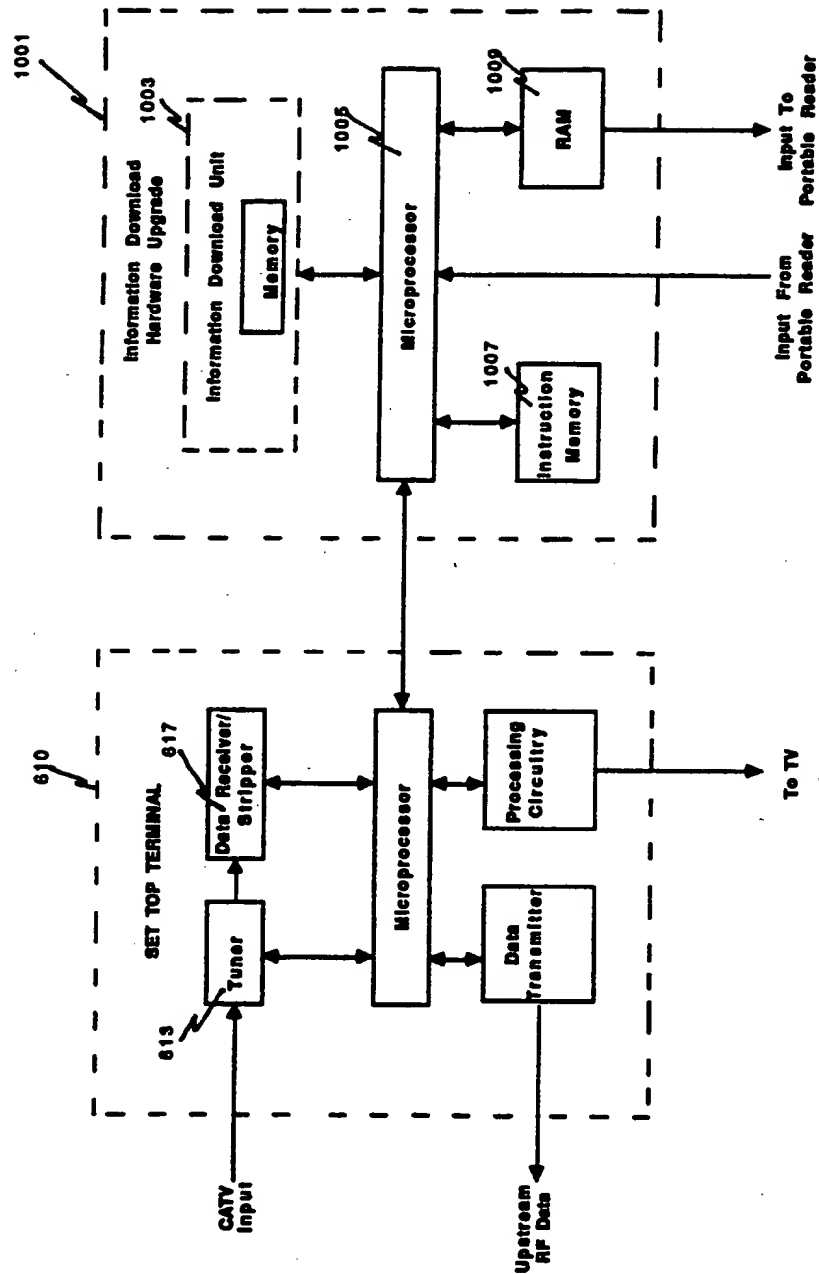 610
SET TOP TERMINAL
613
Tuner
617
Data Receiver/
Stripper
CATV
Input
Microprocessor
Data
Transmitter
Processing
Circuitry
Upstream
RF Data
To TV
1001
Information Download
Hardware Upgrade
1003
Information Download Unit
Memory
1005
Microprocessor
1007
Instruction
Memory
1009
RAM
Input From
Portable Reader
Input To
Portable Reader